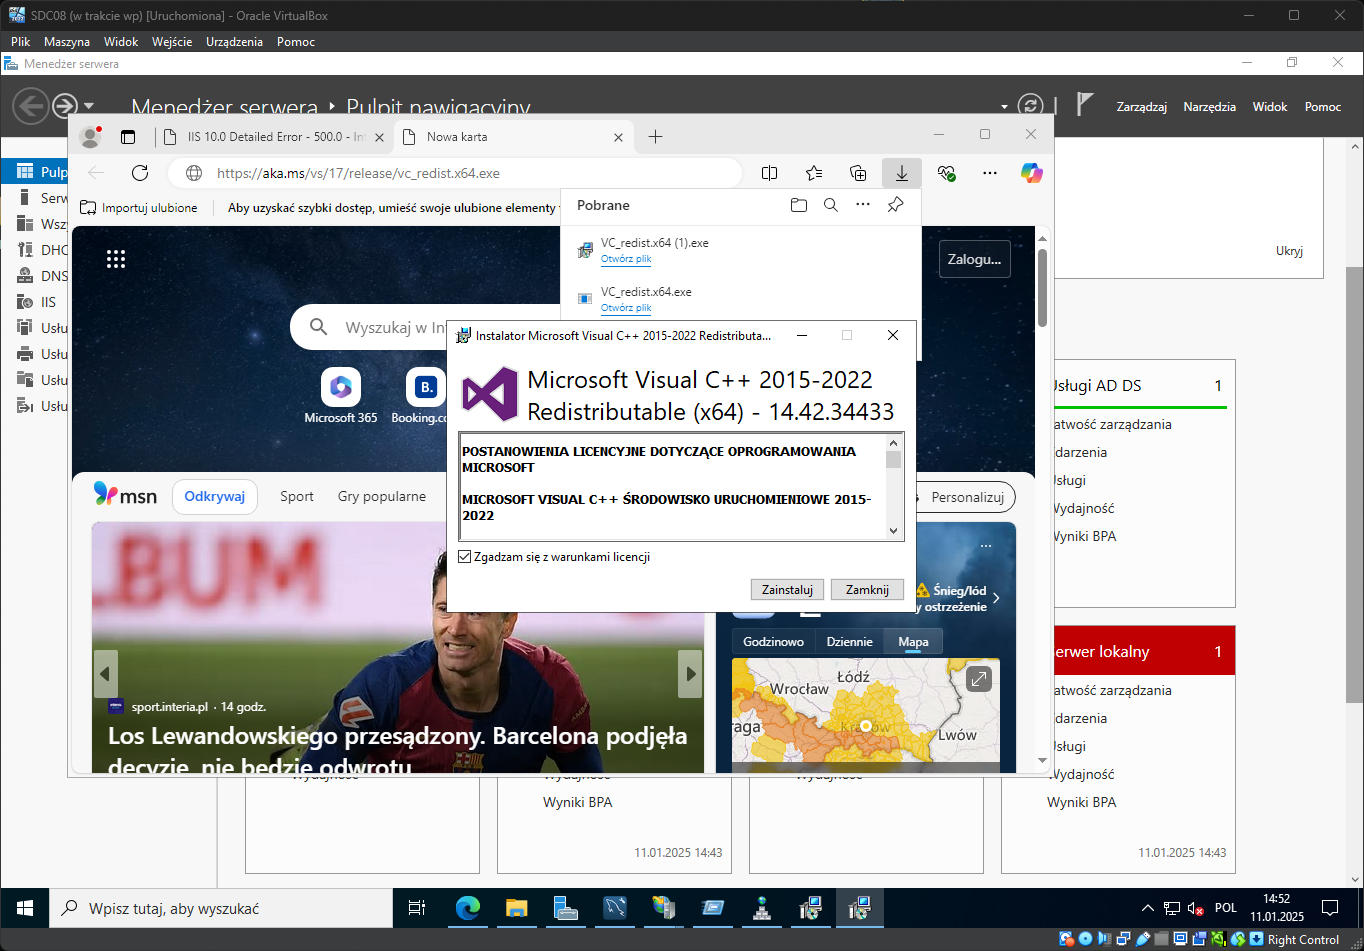 SDC08 (w trakcie wp) [Uruchomiona] - Oracle VirtualBox
Plik Maszyna Widok Wejście Urządzenia Pomoc
Menedżer serwera
Menedżer serwera Pulpit nawigacyjny
Zarządzaj Narzędzia Widok Pomoc
IIS 10.0 Detailed Error - 500.0 - Int
Nowa karta
https://aka.ms/vs/17/release/vc_redist.x64.exe
Importuj ulubione
Aby uzyskać szybki dostęp, umieść swoje ulubione elementy
Pobrane
VC_redist.x64 (1).exe
Otwórz plik
VC_redist.x64.exe
Otwórz plik
Pulp
Serw
Wsz
DHC
DNS
IIS
Usłu
Usłu
Usłu
Usłu
Zalogu...
Ukryj
Wyszukaj w Int
Microsoft 365
B.
Booking.co
Instalator Microsoft Visual C++ 2015-2022 Redistributa...
Microsoft Visual C++ 2015-2022
Redistributable (x64) - 14.42.34433
POSTANOWIENIA LICENCYJNE DOTYCZĄCE OPROGRAMOWANIA
MICROSOFT
MICROSOFT VISUAL C++ ŚRODOWISKO URUCHOMIENIOWE 2015-
2022
Zgadzam się z warunkami licencji
Zainstaluj Zamknij
msn
Odkrywaj Sport Gry popularne
Personalizuj
BUM
sport.interia.pl · 14 godz.
Los Lewandowskiego przesądzony. Barcelona podjęła
decyzję, nie będzie odwrotu
Śnieg/lód
y ostrzeżenie
Godzinowo Dziennie Mapa
Łódź
Wrocław
Kraków
raga
Lwów
Usługi AD DS 1
atwość zarządzania
darzenia
sługi
Wydajność
Wyniki BPA
erwer lokalny 1
atwość zarządzania
darzenia
sługi
Wydajność
Wyniki BPA
11.01.2025 14:43
Wydajność
Wydajność
Wyniki BPA
11.01.2025 14:43
Wpisz tutaj, aby wyszukać
POL
14:52
11.01.2025
Right Control